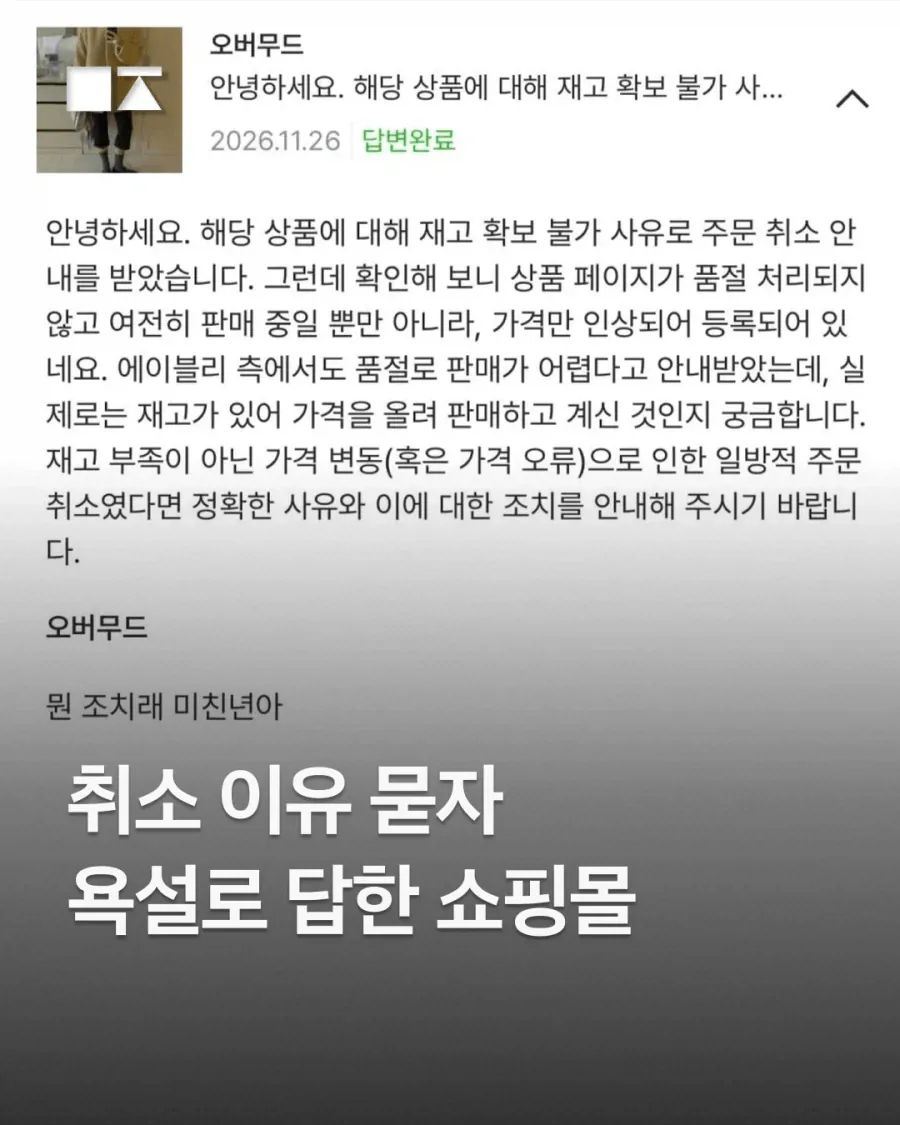 오버무드
안녕하세요. 해당 상품에 대해 재고 확보 불가 사...
2026.11.26 답변완료
안녕하세요. 해당 상품에 대해 재고 확보 불가 사유로 주문 취소 안
내를 받았습니다. 그런데 확인해 보니 상품 페이지가 품절 처리되지
않고 여전히 판매 중일 뿐만 아니라, 가격만 인상되어 등록되어 있
네요. 에이블리 측에서도 품절로 판매가 어렵다고 안내받았는데, 실
제로는 재고가 있어 가격을 올려 판매하고 계신 것인지 궁금합니다.
재고 부족이 아닌 가격 변동(혹은 가격 오류)으로 인한 일방적 주문
취소였다면 정확한 사유와 이에 대한 조치를 안내해 주시기 바랍니
다.
오버무드
뭔 조치래 미친년아
취소 이유 묻자
욕설로 답한 쇼핑몰